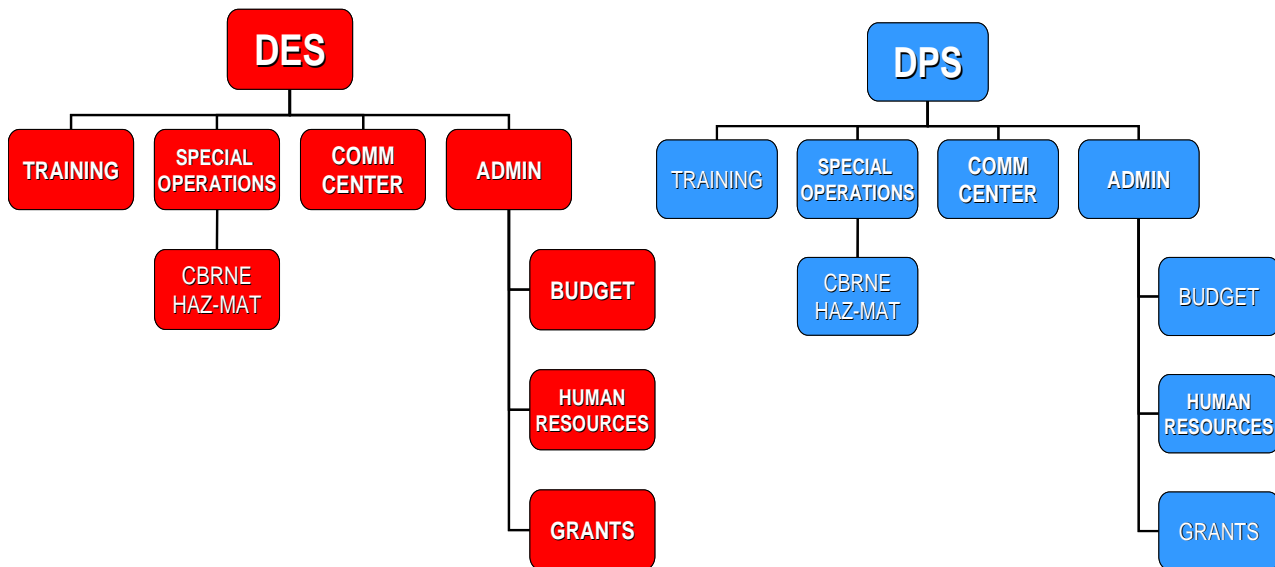 DES
TRAINING
SPECIAL
OPERATIONS
COMM
CENTER
ADMIN
CBRNE
HAZ-MAT
BUDGET
HUMAN
RESOURCES
GRANTS
DPS
TRAINING
SPECIAL
OPERATIONS
COMM
CENTER
ADMIN
CBRNE
HAZ-MAT
BUDGET
HUMAN
RESOURCES
GRANTS